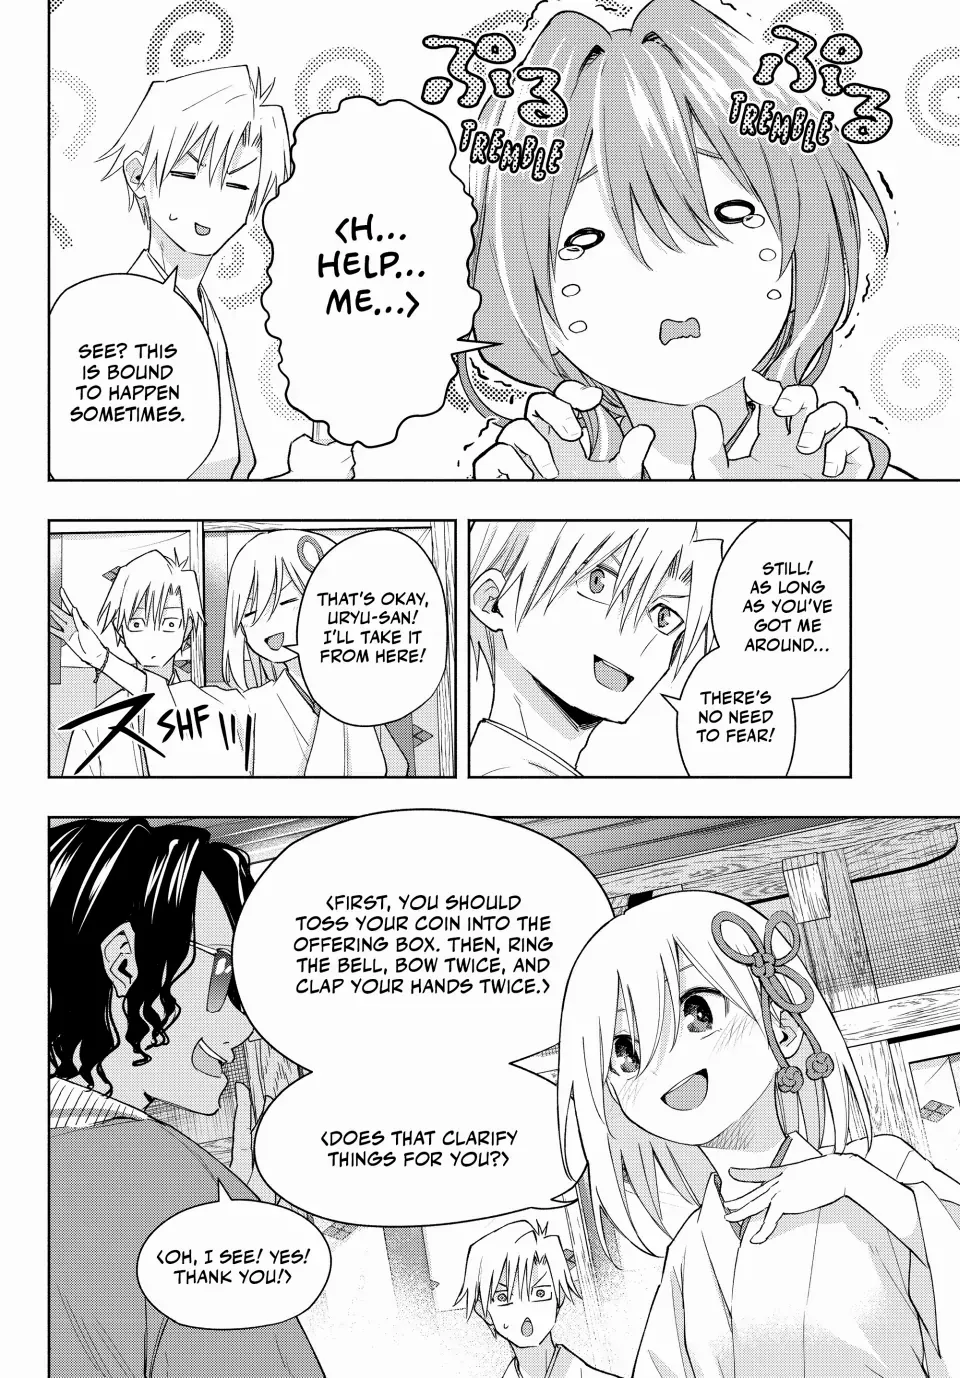 ぷる
TREMBLE
ぷる
TREMBLE
<H...
HELP...
ME...>
SEE? THIS
IS BOUND
TO HAPPEN
SOMETIMES.
STILL!
AS LONG
AS YOU'VE
GOT ME
AROUND...
THERE'S
NO NEED
TO FEAR!
THAT'S OKAY,
URYU-SAN!
I'LL TAKE IT
FROM HERE!
ス
SHF
<FIRST, YOU SHOULD
TOSS YOUR COIN INTO THE
OFFERING BOX. THEN, RING
THE BELL, BOW TWICE, AND
CLAP YOUR HANDS TWICE.>
<DOES THAT CLARIFY
THINGS FOR YOU?>
<OH, I SEE! YES!
THANK YOU!>